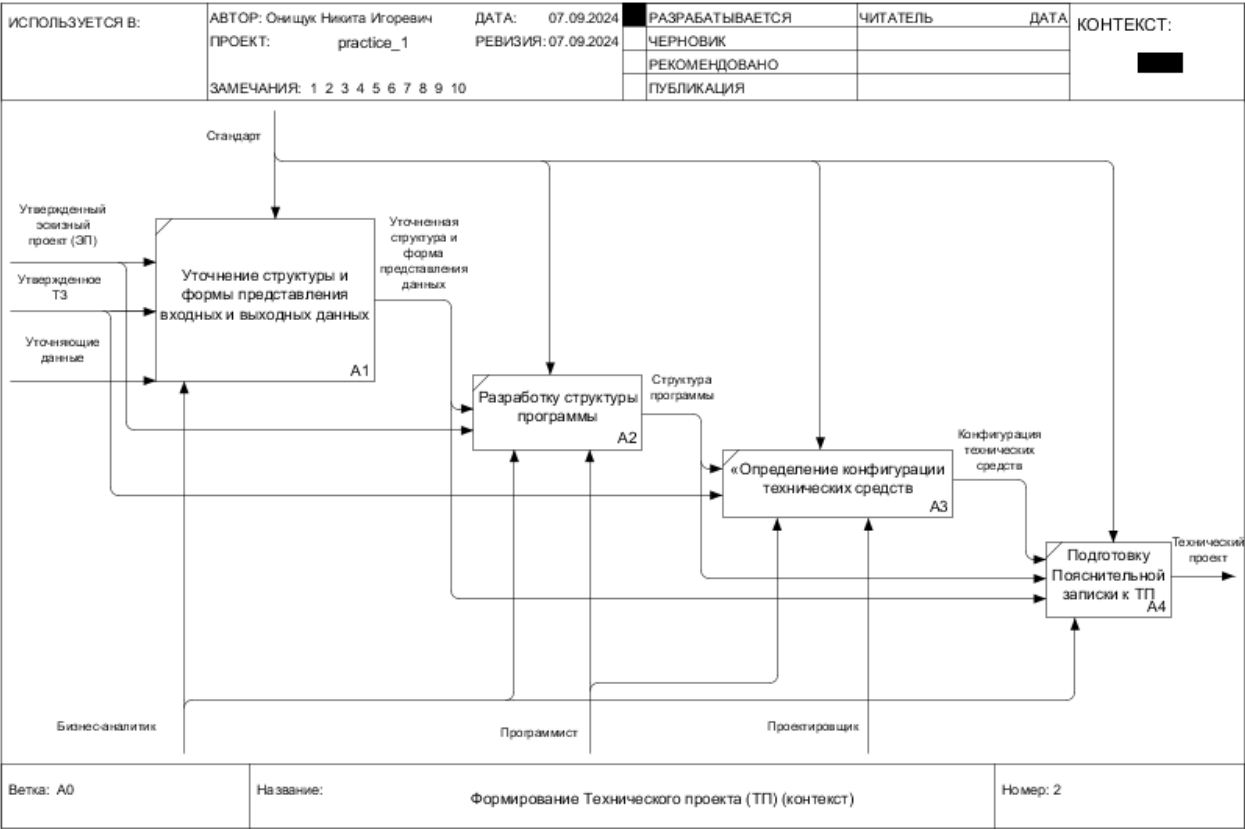 ИСПОЛЬЗУЕТСЯ В:
АВТОР: Онищук Никита Игоревич
ДАТА: 07.09.2024
ПРОЕКТ: practice_1
РЕВИЗИЯ: 07.09.2024
ЗАМЕЧАНИЯ: 1 2 3 4 5 6 7 8 9 10
РАЗРАБАТЫВАЕТСЯ
ЧЕРНОВИК
РЕКОМЕНДОВАНО
ПУБЛИКАЦИЯ
ЧИТАТЕЛЬ
ДАТА
КОНТЕКСТ:
Стандарт
Утвержденный
эскизный
проект (ЭП)
Утвержденное
ТЗ
Уточняющие
данные
Уточнение структуры и
формы представления
входных и выходных данных
A1
Уточненная
структура и
форма
представления
данных
Разработку структуры
программы
A2
Структура
программы
«Определение конфигурации
технических средств
A3
Конфигурация
технических
средств
Подготовку
Пояснительной
записки к ТП
A4
Технический
проект
Бизнес-аналитик
Программист
Проектировщик
Ветка: A0
Название:
Формирование Технического проекта (ТП) (контекст)
Номер: 2